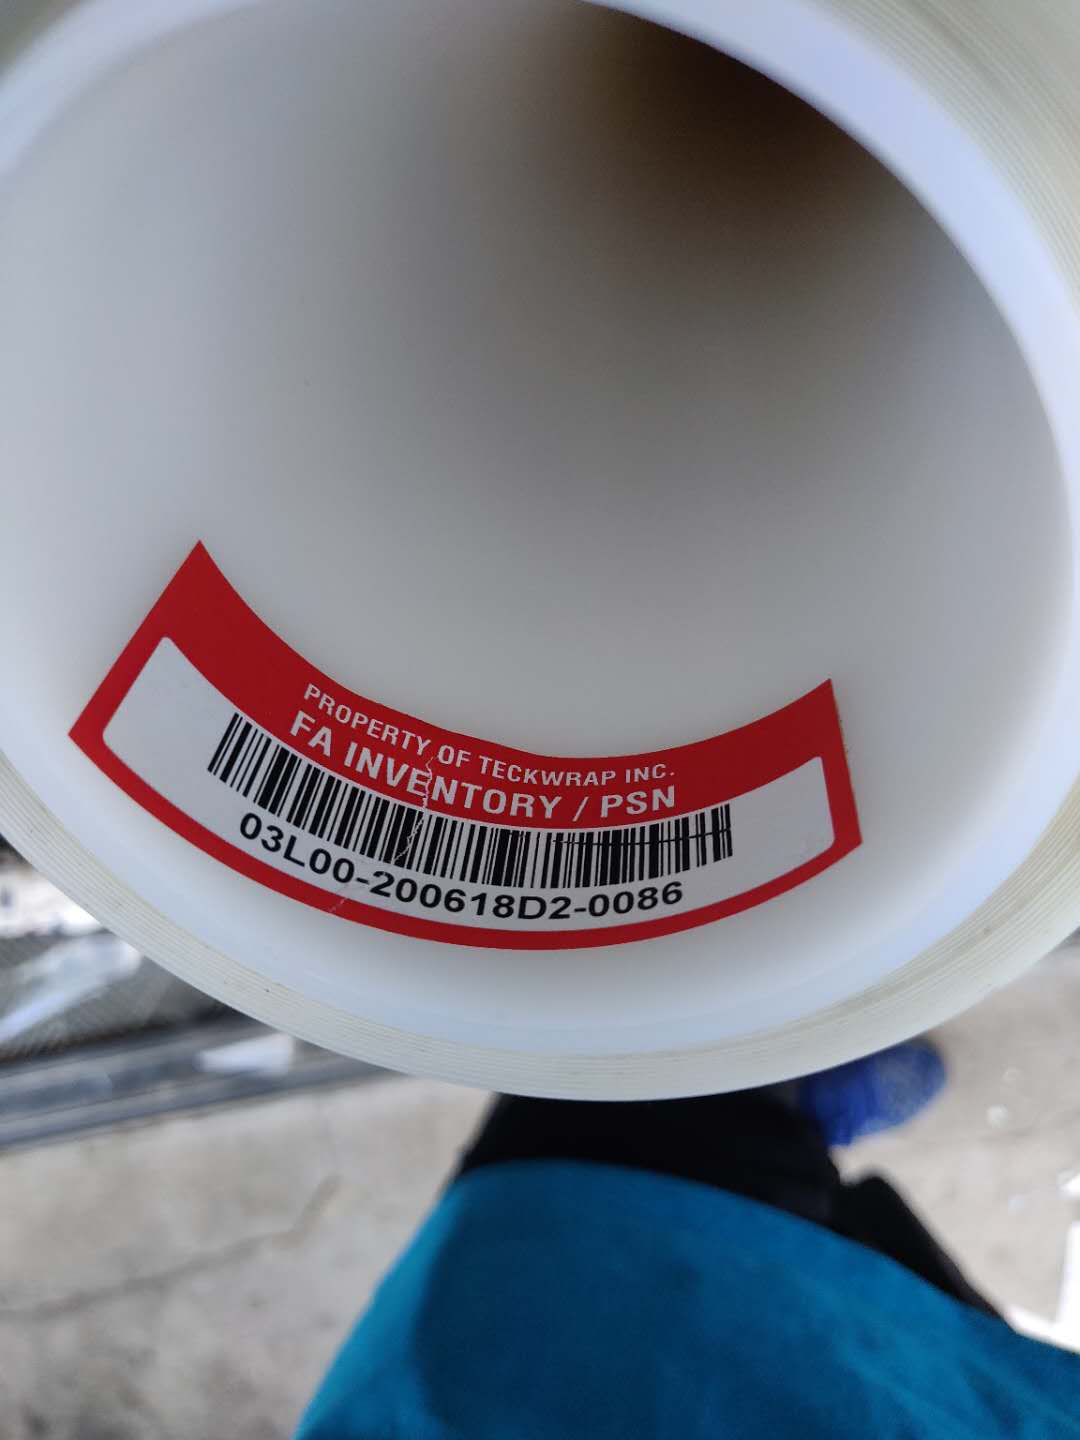 PROPERTY OF TECKWRAP INC.
FA INVENTORY / PSN
03L00-200618D2-0086